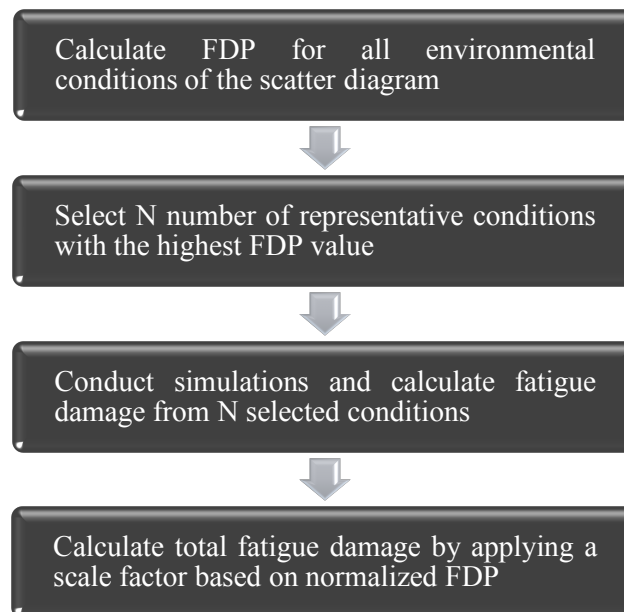 Calculate FDP for all environmental
conditions of the scatter diagram
Select N number of representative conditions
with the highest FDP value
Conduct simulations and calculate fatigue
damage from N selected conditions
Calculate total fatigue damage by applying a
scale factor based on normalized FDP